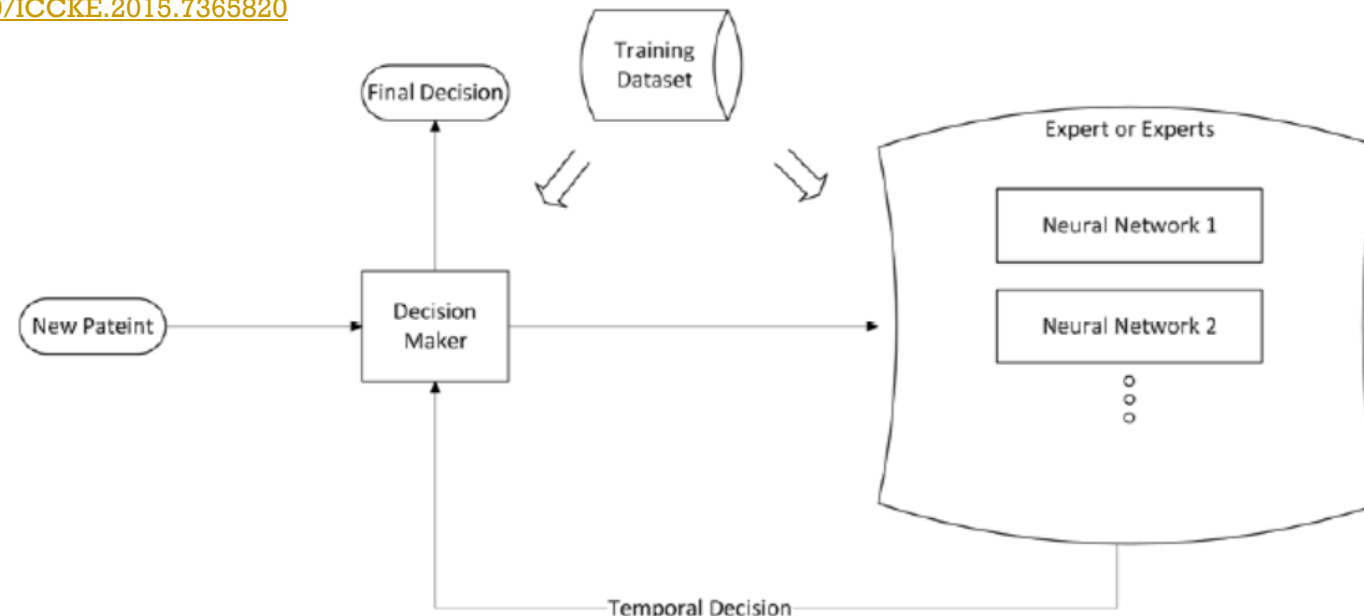 /ICCKE.2015.7365820
Training
Dataset
Final Decision
Expert or Experts
Neural Network 1
New Pateint
Decision
Maker
Neural Network 2
Temporal Decision